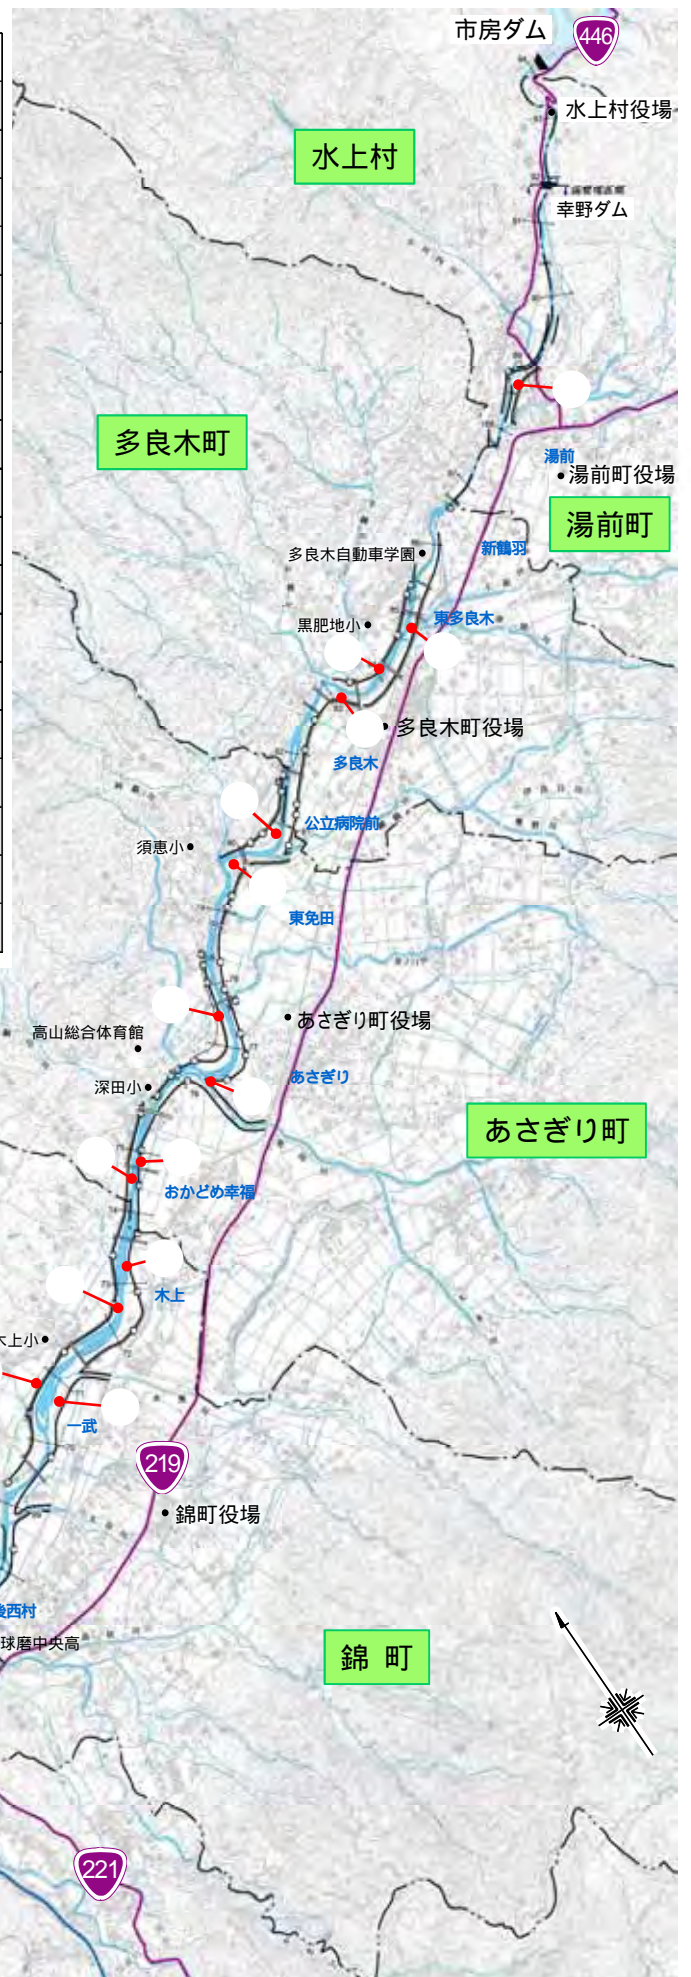 市房ダム
446
水上村役場
水上村
幸野ダム
多良木町
湯前
湯前町役場
湯前町
新鶴羽
多良木自動車学園
東多良木
黒肥地小
多良木町役場
多良木
公立病院前
須恵小
東免田
あさぎり町役場
高山総合体育館
あさぎり
深田小
あさぎり町
おかどめ幸福
木上
木上小
一武
219
錦町役場
後西村
球磨中央高
錦 町
221